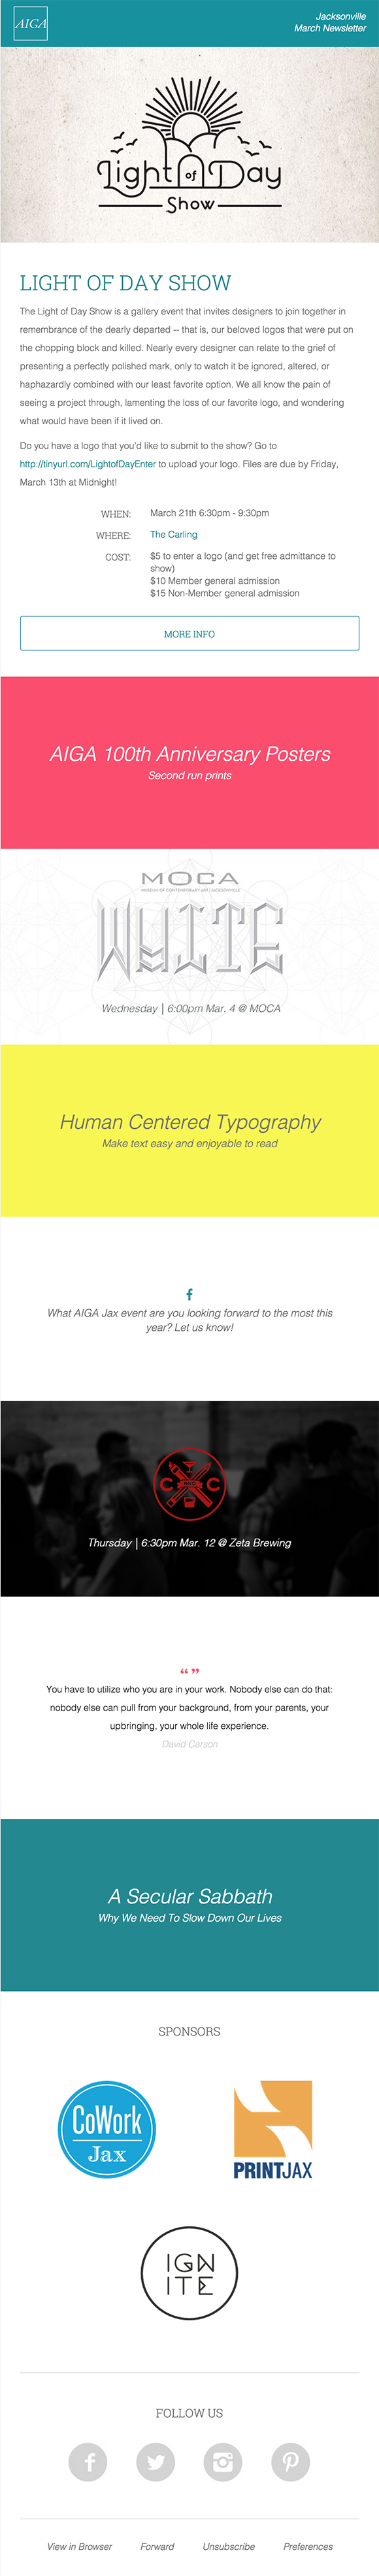 AIGA
Jacksonville
March Newsletter
Light of Day
Show
LIGHT OF DAY SHOW
The Light of Day Show is a gallery event that invites designers to join together in
remembrance of the dearly departed -- that is, our beloved logos that were put on
the chopping block and killed. Nearly every designer can relate to the grief of
presenting a perfectly polished mark, only to watch it be ignored, altered, or
haphazardly combined with our least favorite option. We all know the pain of
seeing a project through, lamenting the loss of our favorite logo, and wondering
what would have been if it lived on.
Do you have a logo that you'd like to submit to the show? Go to
http://tinyurl.com/LightofDayEnter to upload your logo. Files are due by Friday,
March 13th at Midnight!
WHEN: March 21th 6:30pm - 9:30pm
WHERE: The Carling
COST: $5 to enter a logo (and get free admittance to
show)
$10 Member general admission
$15 Non-Member general admission
MORE INFO
AIGA 100th Anniversary Posters
Second run prints
MOCA
MUSEUM OF CONTEMPORARY ART | JACKSONVILLE
WHITE
Wednesday | 6:00pm Mar. 4 @ MOCA
Human Centered Typography
Make text easy and enjoyable to read
f
What AIGA Jax event are you looking forward to the most this
year? Let us know!
C C
Thursday | 6:30pm Mar. 12 @ Zeta Brewing
“ ”
You have to utilize who you are in your work. Nobody else can do that:
nobody else can pull from your background, from your parents, your
upbringing, your whole life experience.
David Carson
A Secular Sabbath
Why We Need To Slow Down Our Lives
SPONSORS
CoWork
Jax
PRINTJAX
IGN
ITE
FOLLOW US
View in Browser Forward Unsubscribe Preferences